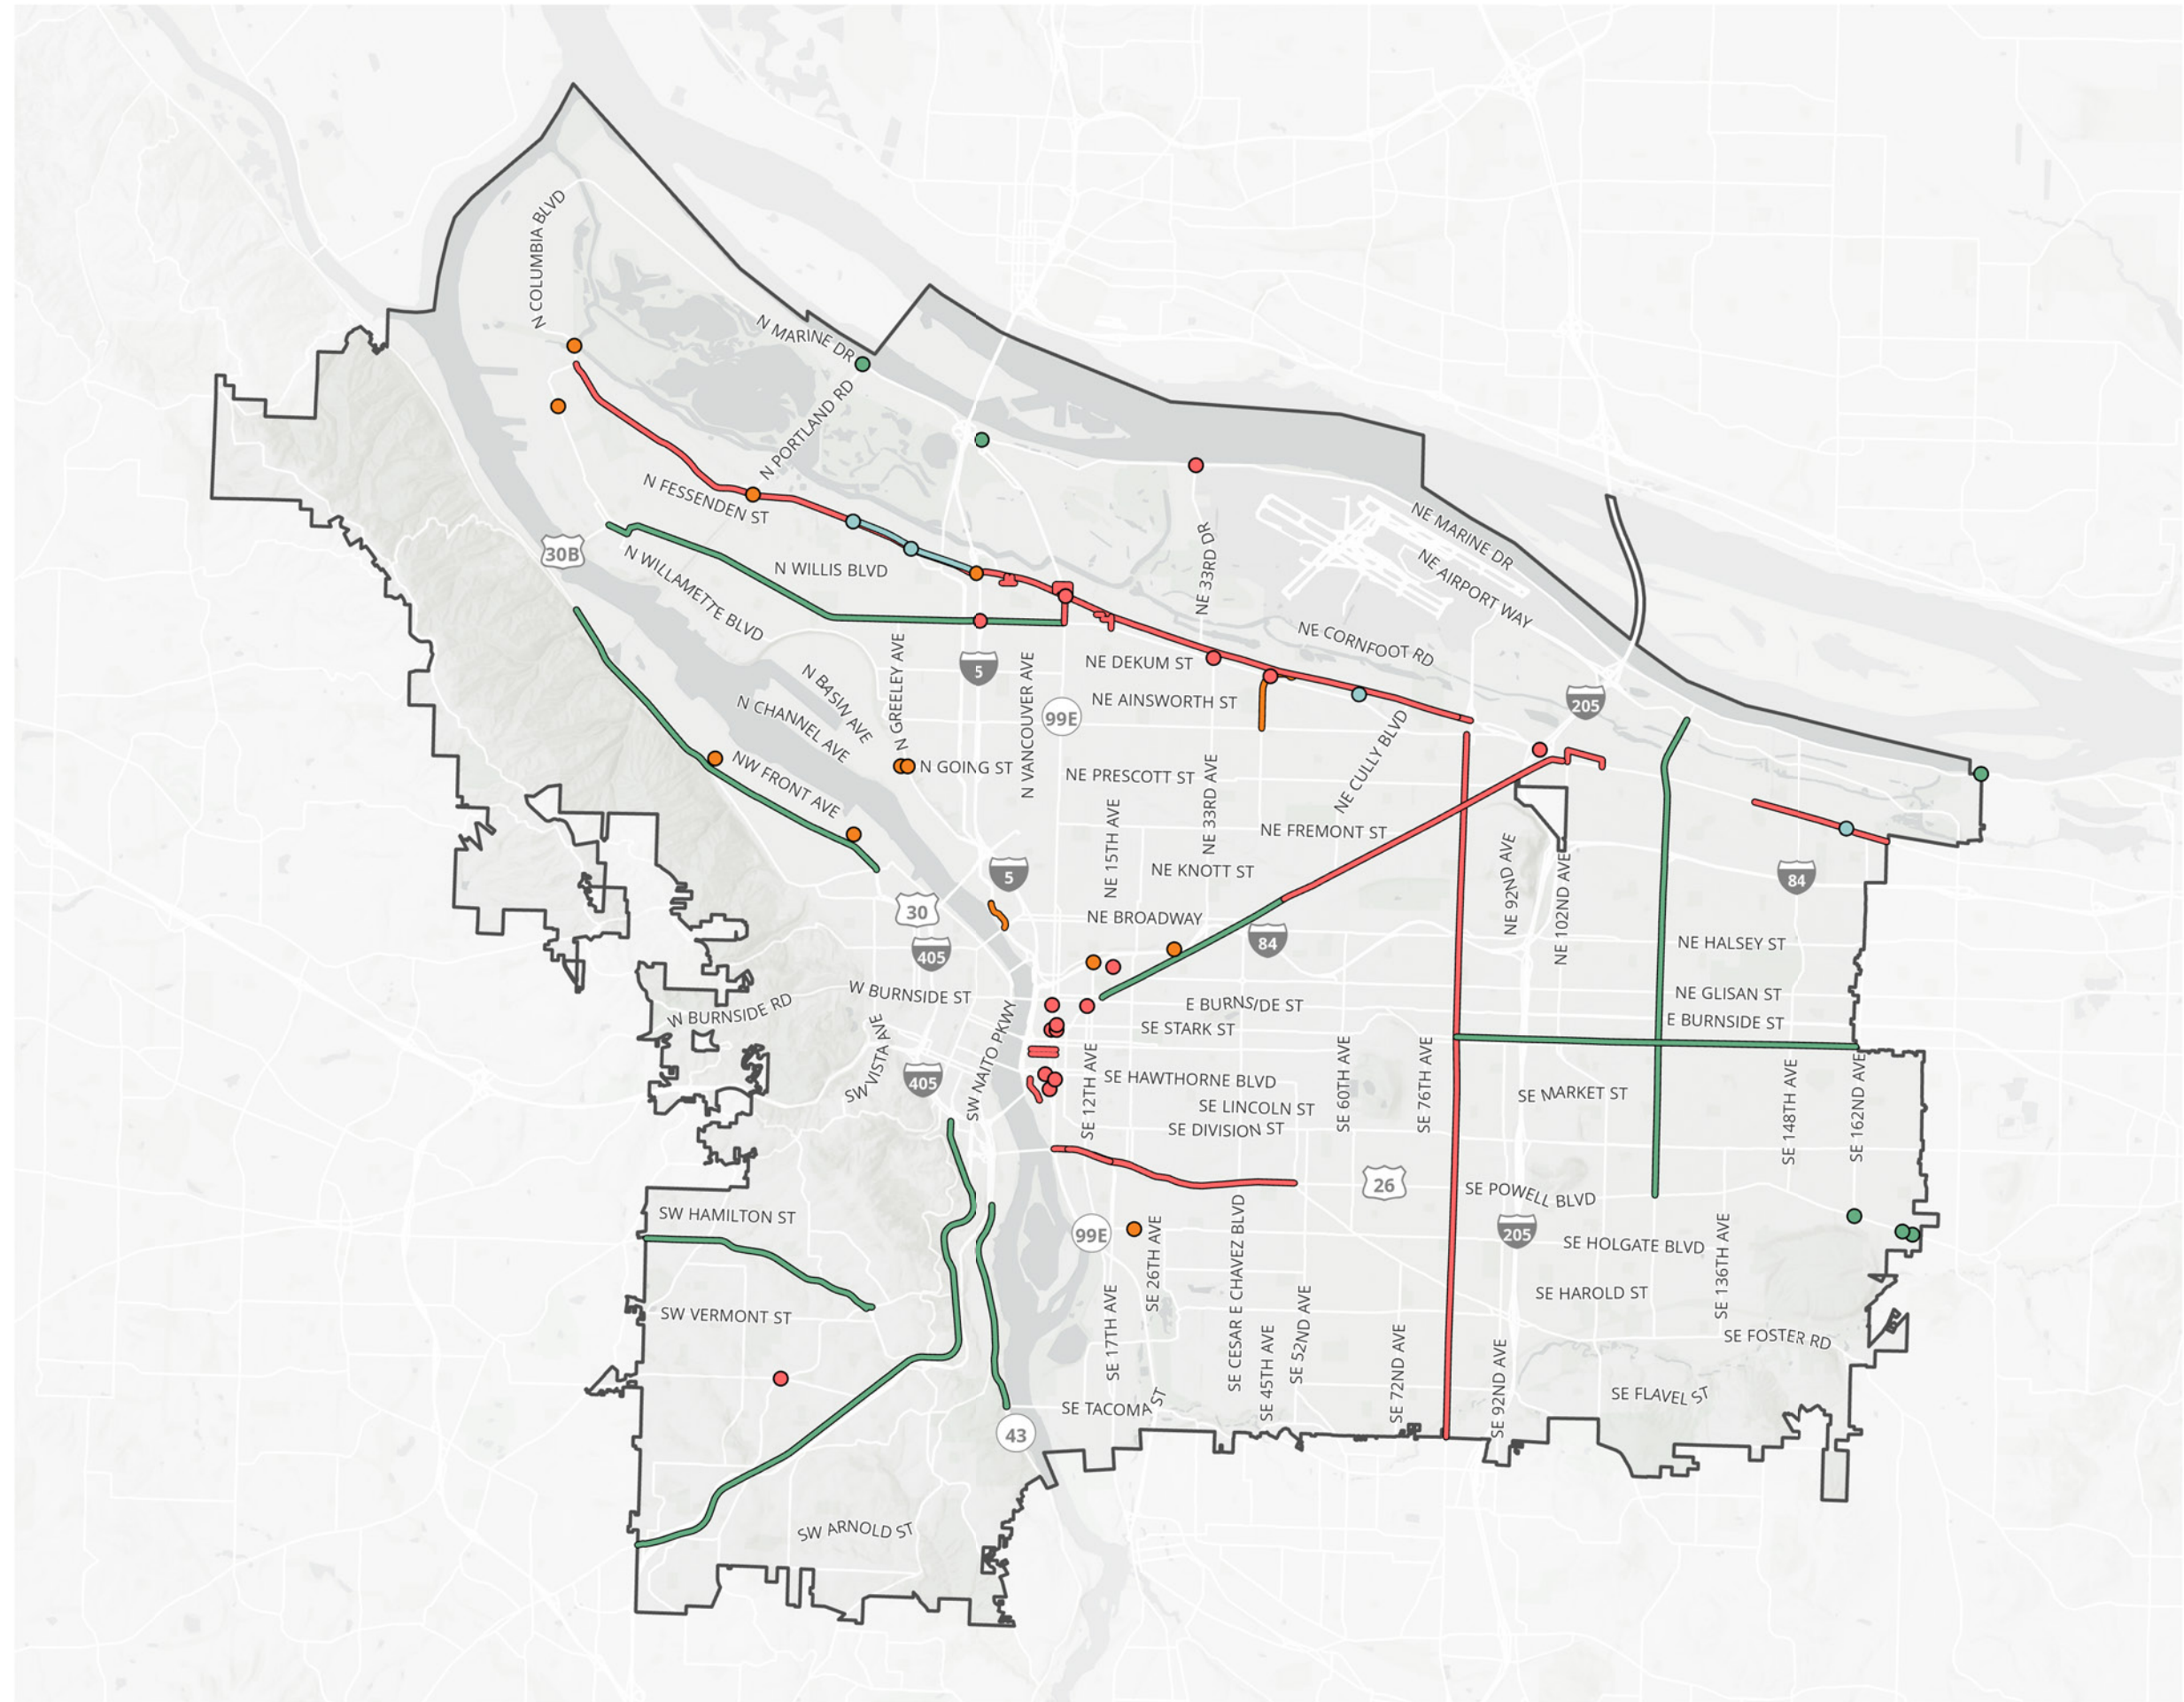 N COLUMBIA BLVD
N MARINE DR
N PORTLAND RD
N FESSENDEN ST
30B
N WILLIS BLVD
N WILLAMETTE BLVD
NE 33RD DR
NE MARINE DR
NE AIRPORT WAY
NE CORNFOOT RD
5
NE DEKUM ST
N BASIN AVE
N GREELEY AVE
N VANCOUVER AVE
NE AINSWORTH ST
205
N CHANNEL AVE
99E
NE CULLY BLVD
NW FRONT AVE
N GOING ST
NE PRESCOTT ST
NE 33RD AVE
NE 15TH AVE
NE FREMONT ST
NE KNOTT ST
5
NE 92ND AVE
NE 102ND AVE
84
30
NE BROADWAY
84
405
NE HALSEY ST
W BURNSIDE ST
W BURNSIDE RD
E BURNSIDE ST
NE GLISAN ST
E BURNSIDE ST
SE STARK ST
SW VISTA AVE
SW NAITO PKWY
405
SE 12TH AVE
SE HAWTHORNE BLVD
SE 60TH AVE
SE 76TH AVE
SE MARKET ST
SE 148TH AVE
SE 162ND AVE
SE LINCOLN ST
SE DIVISION ST
26
SE POWELL BLVD
SW HAMILTON ST
99E
SE 26TH AVE
SE CESAR E CHAVEZ BLVD
205
SE HOLGATE BLVD
SE 136TH AVE
SE HAROLD ST
SW VERMONT ST
SE 17TH AVE
SE 45TH AVE
SE 52ND AVE
SE 72ND AVE
SE 92ND AVE
SE FOSTER RD
SE FLAVEL ST
SE TACOMA ST
43
SW ARNOLD ST